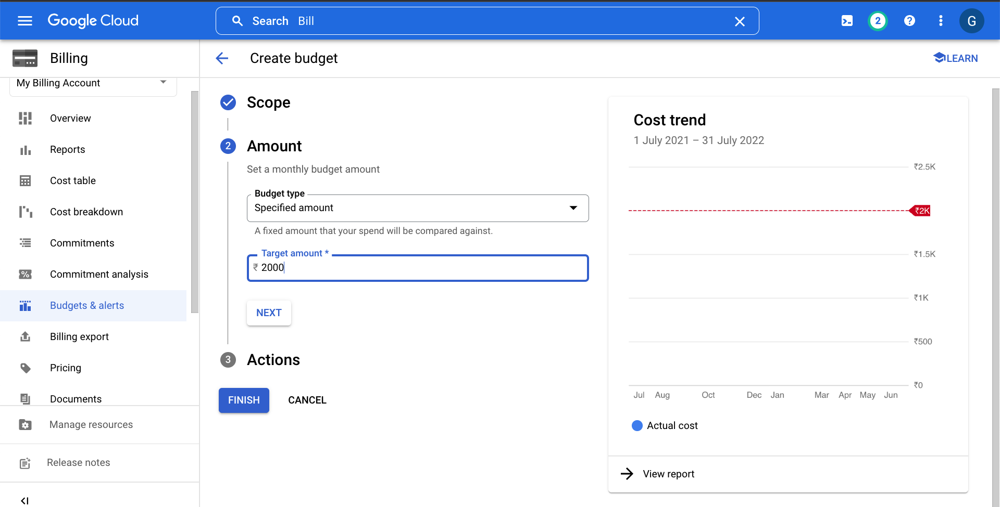 Google Cloud
Search Bill
2
G
Billing
Create budget
LEARN
My Billing Account
Overview
Reports
Cost table
Cost breakdown
Commitments
Commitment analysis
Budgets & alerts
Billing export
Pricing
Documents
Manage resources
Release notes
Scope
2 Amount
Set a monthly budget amount
Budget type
Specified amount
A fixed amount that your spend will be compared against.
Target amount *
₹ 2000
NEXT
3 Actions
FINISH CANCEL
Cost trend
1 July 2021 – 31 July 2022
₹2.5K
₹2K
₹1.5K
₹1K
₹500
₹0
Jul Aug Oct Dec Jan Mar Apr May Jun
Actual cost
View report